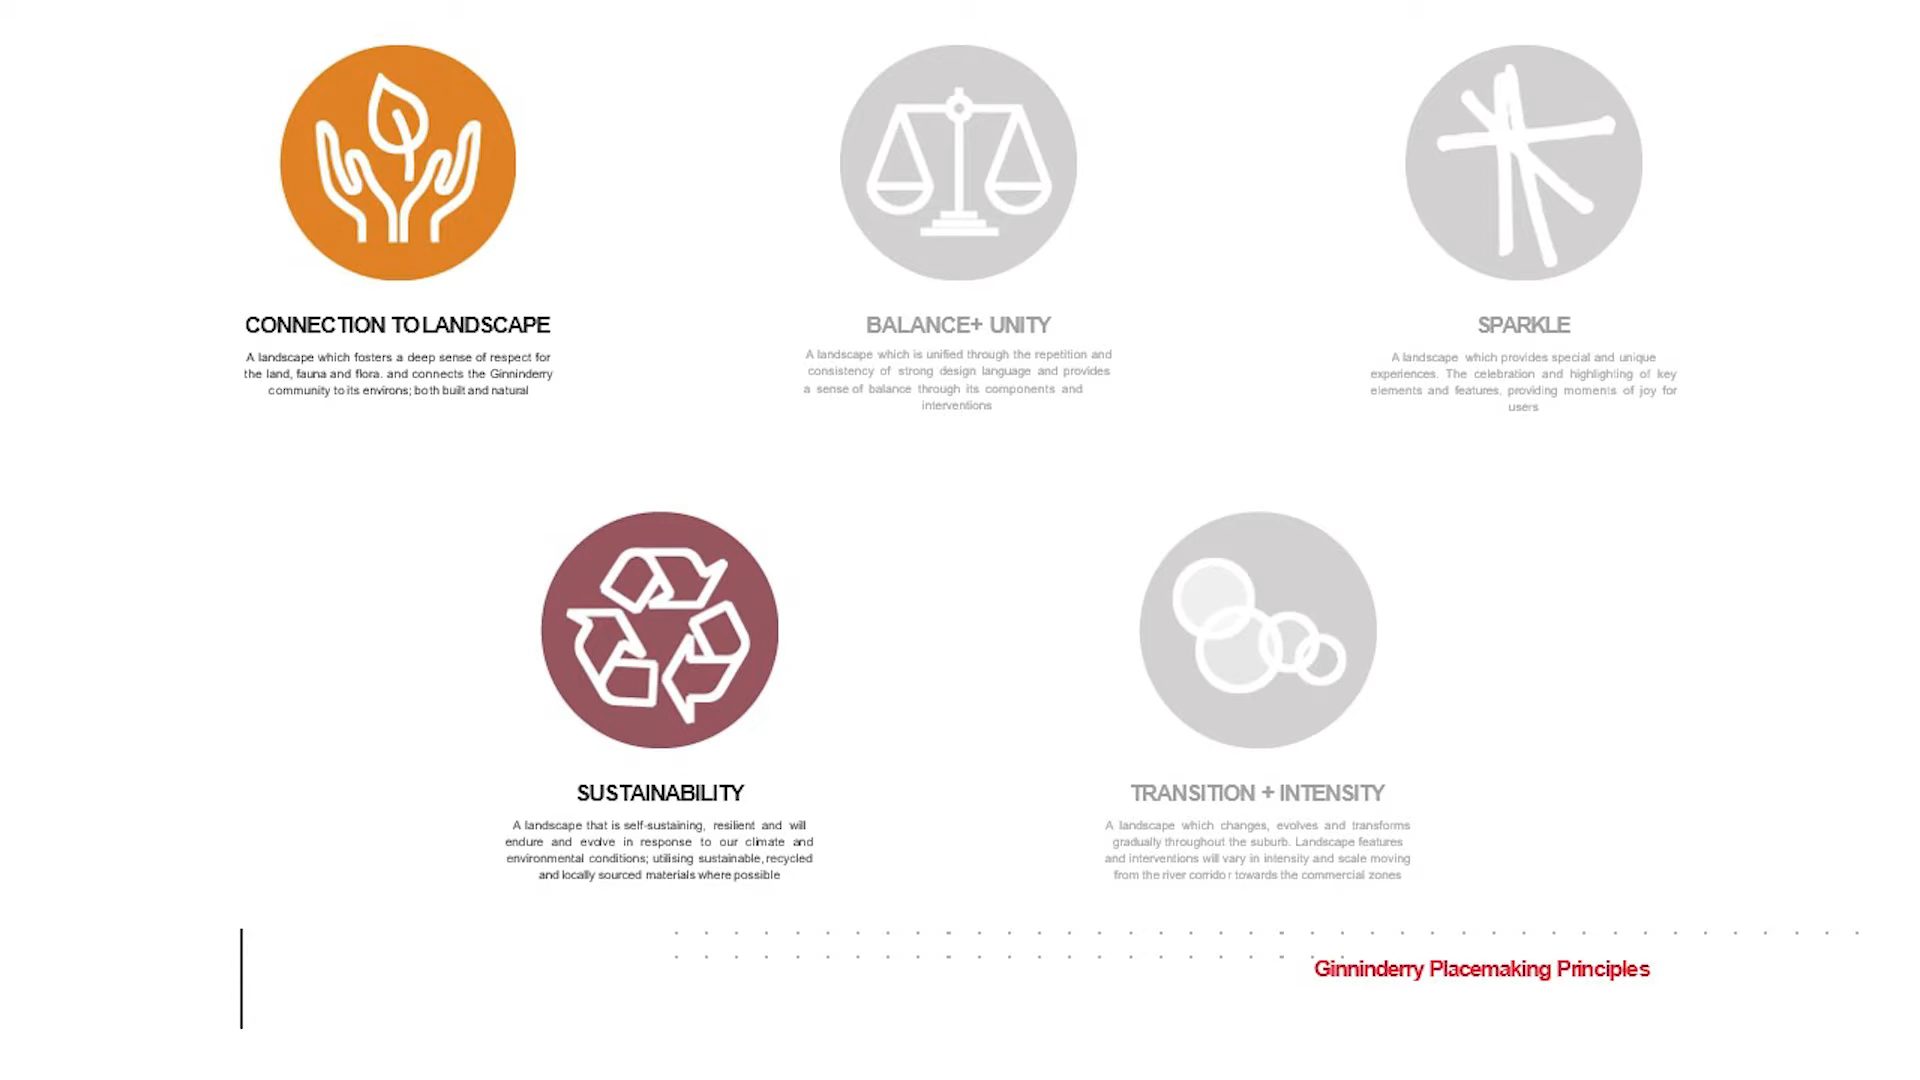 CONNECTION TO LANDSCAPE
A landscape which fosters a deep sense of respect for
the land, fauna and flora. and connects the Ginninderry
community to its environs; both built and natural
BALANCE+ UNITY
A landscape which is unified through the repetition and
consistency of strong design language and provides
a sense of balance through its components and
interventions
SPARKLE
A landscape which provides special and unique
experiences. The celebration and highlighting of key
elements and features, providing moments of joy for
users
SUSTAINABILITY
A landscape that is self-sustaining, resilient and will
endure and evolve in response to our climate and
environmental conditions; utilising sustainable, recycled
and locally sourced materials where possible
TRANSITION + INTENSITY
A landscape which changes, evolves and transforms
gradually throughout the suburb. Landscape features
and interventions will vary in intensity and scale moving
from the river corridor towards the commercial zones
Ginninderry Placemaking Principles